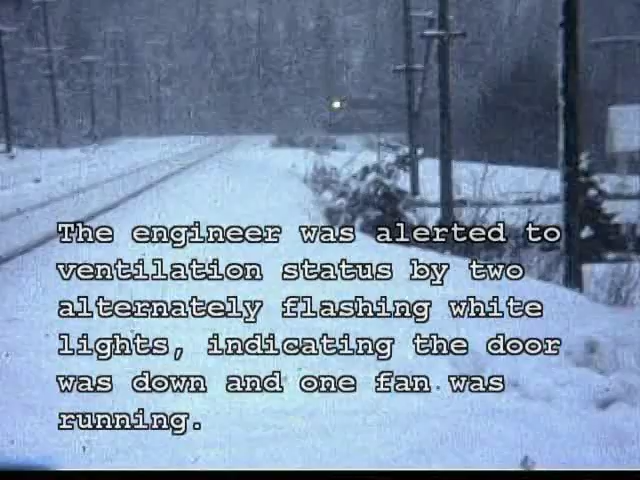 The engineer was alerted to
ventilation status by two
alternately flashing white
lights, indicating the door
was down and one fan was
running.